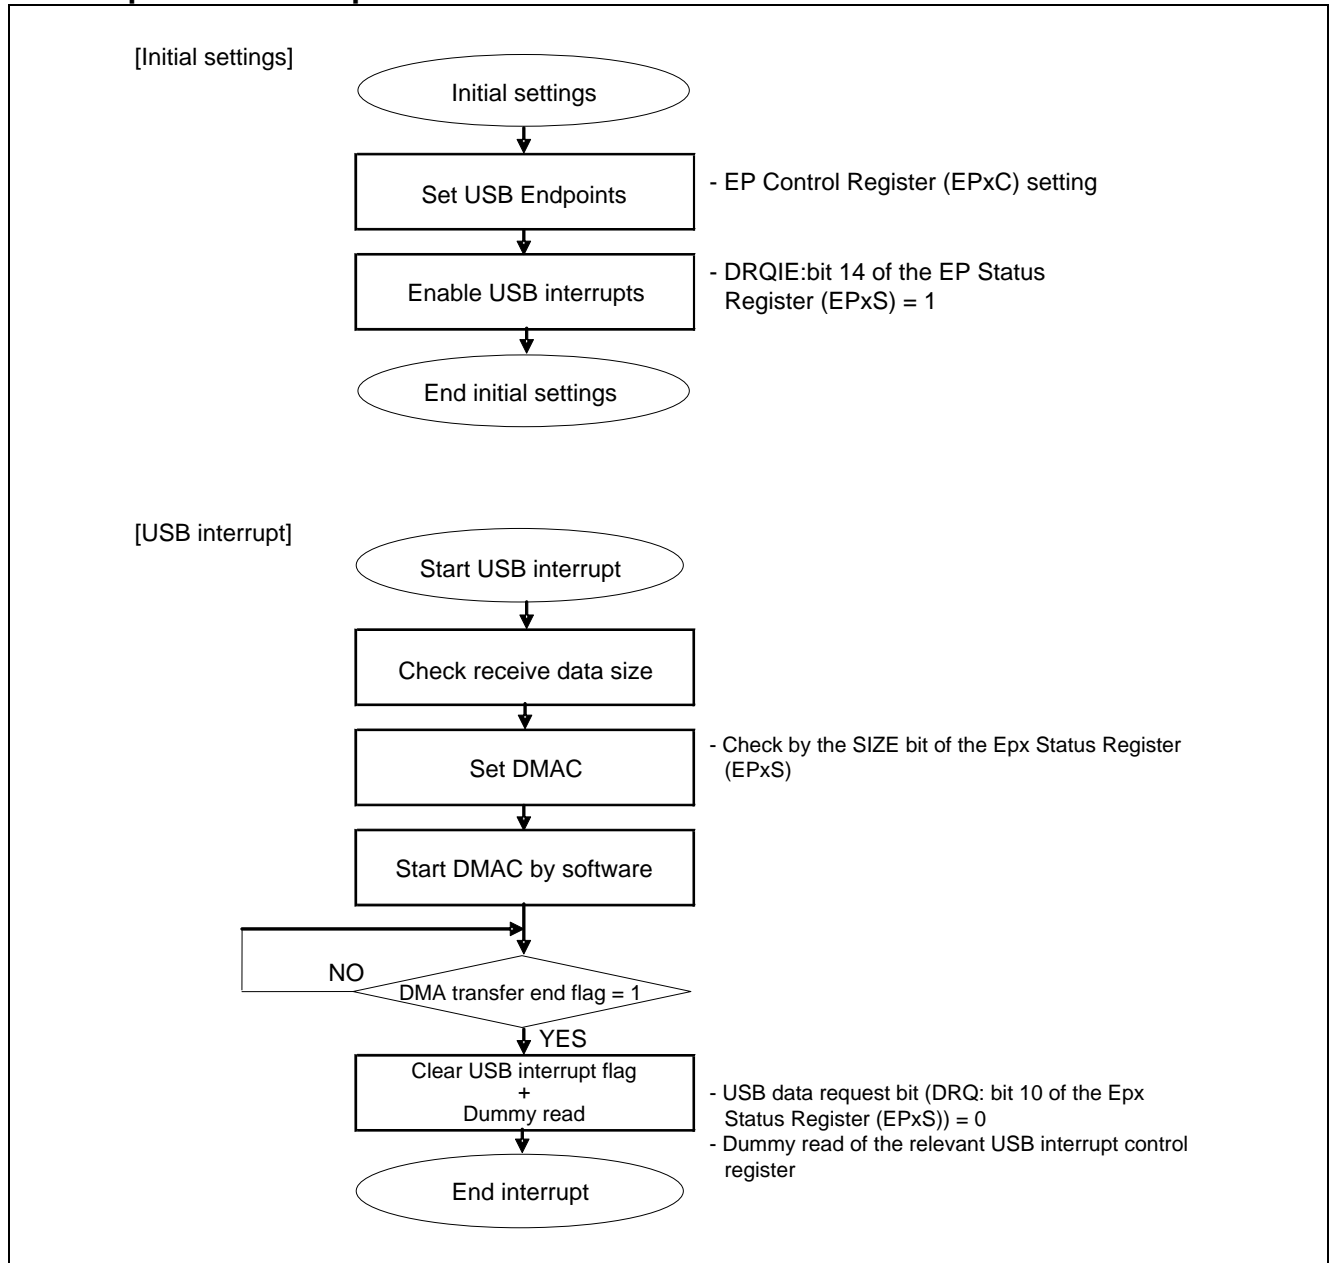 [Initial settings]
Initial settings
Set USB Endpoints
- EP Control Register (EPxC) setting
Enable USB interrupts
- DRQIE:bit 14 of the EP Status
Register (EPxS) = 1
End initial settings
[USB interrupt]
Start USB interrupt
Check receive data size
Set DMAC
- Check by the SIZE bit of the Epx Status Register
(EPxS)
Start DMAC by software
NO
DMA transfer end flag = 1
YES
Clear USB interrupt flag
+
Dummy read
- USB data request bit (DRQ: bit 10 of the Epx
Status Register (EPxS)) = 0
- Dummy read of the relevant USB interrupt control
register
End interrupt